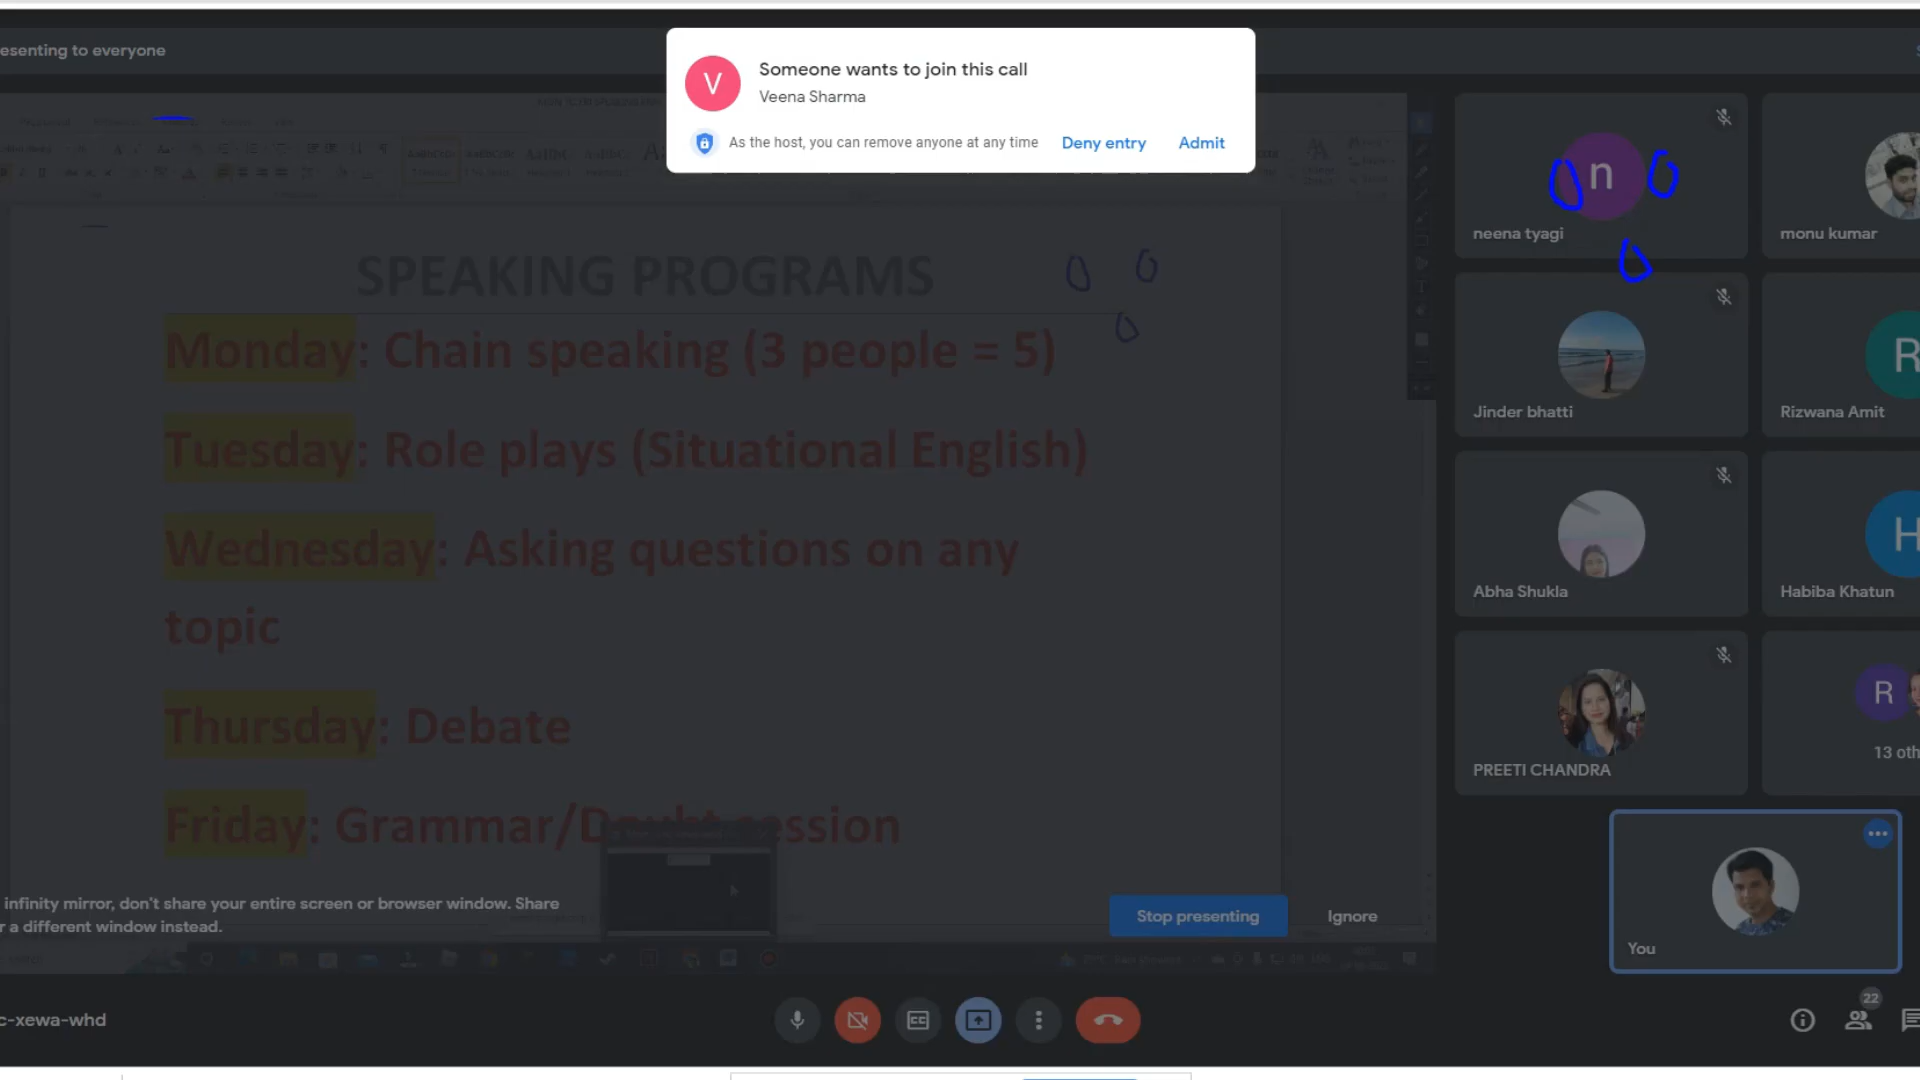 esenting to everyone
V
Someone wants to join this call
Veena Sharma
As the host, you can remove anyone at any time
Deny entry
Admit
SPEAKING PROGRAMS
Monday: Chain speaking (3 people = 5)
Tuesday: Role plays (Situational English)
Wednesday: Asking questions on any
topic
Thursday: Debate
Friday: Grammar/Doubt session
infinity mirror, don't share your entire screen or browser window. Share
r a different window instead.
Stop presenting
Ignore
n
neena tyagi
monu kumar
Jinder bhatti
R
Rizwana Amit
Abha Shukla
H
Habiba Khatun
PREETI CHANDRA
R
13 oth
You
c-xewa-whd
22